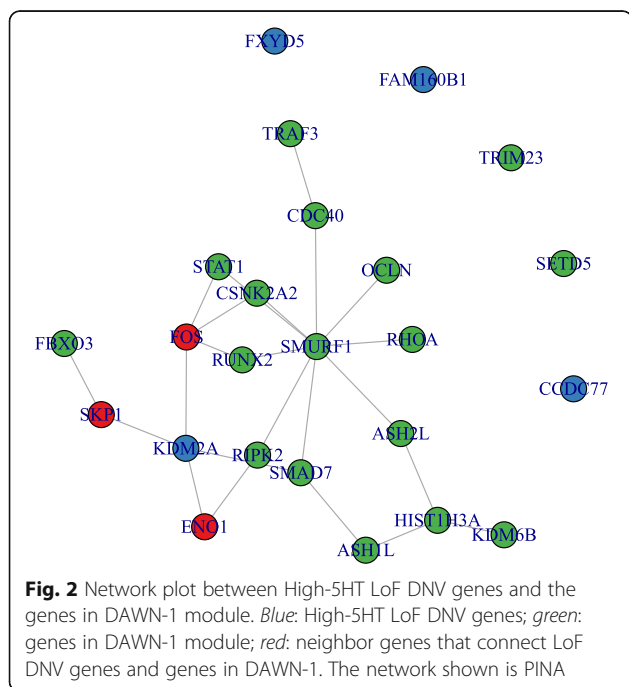 FXYD5
FAM160B1
TRAF3
TRIM23
CDC40
STAT1
OCLN
SETD5
CSNK2A2
FOS
SMURF1
RHOA
FBXO3
RUNX2
CCDC77
SKP1
ASH2L
KDM2A
RIPK2
SMAD7
ENO1
HIST1H3A
KDM6B
ASH1L
Fig. 2 Network plot between High-5HT LoF DNV genes and the
genes in DAWN-1 module. Blue: High-5HT LoF DNV genes; green:
genes in DAWN-1 module; red: neighbor genes that connect LoF
DNV genes and genes in DAWN-1. The network shown is PINA